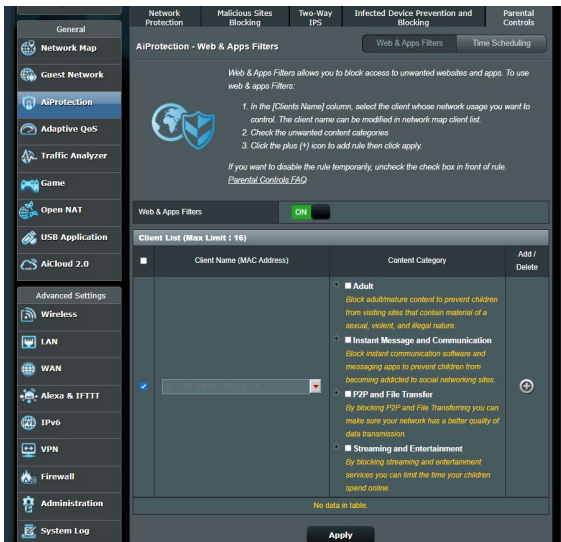 Network
Protection
Malicious Sites
Blocking
Two-Way
IPS
Infected Device Prevention and
Blocking
Parental
Controls
General
Network Map
Guest Network
AiProtection
Adaptive QoS
Traffic Analyzer
Game
Open NAT
USB Application
AiCloud 2.0
Advanced Settings
Wireless
LAN
WAN
Alexa & IFTTT
IPv6
VPN
Firewall
Administration
System Log
AiProtection - Web & Apps Filters
Web & Apps Filters
Time Scheduling
Web & Apps Filters allows you to block access to unwanted websites and apps. To use
web & apps Filters:
1. In the [Clients Name] column, select the client whose network usage you want to
control. The client name can be modified in network map client list.
2. Check the unwanted content categories
3. Click the plus (+) icon to add rule then click apply.
If you want to disable the rule temporarily, uncheck the check box in front of rule.
Parental Controls FAQ
Web & Apps Filters
ON
Client List (Max Limit : 16)
Client Name (MAC Address)
Content Category
Add /
Delete
Adult
Block adult/mature content to prevent children
from visiting sites that contain material of a
sexual, violent, and illegal nature.
Instant Message and Communication
Block instant communication software and
messaging apps to prevent children from
becoming addicted to social networking sites.
P2P and File Transfer
By blocking P2P and File Transferring you can
make sure your network has a better quality of
data transmission.
Streaming and Entertainment
By blocking streaming and entertainment
services you can limit the time your children
spend online.
No data in table.
Apply